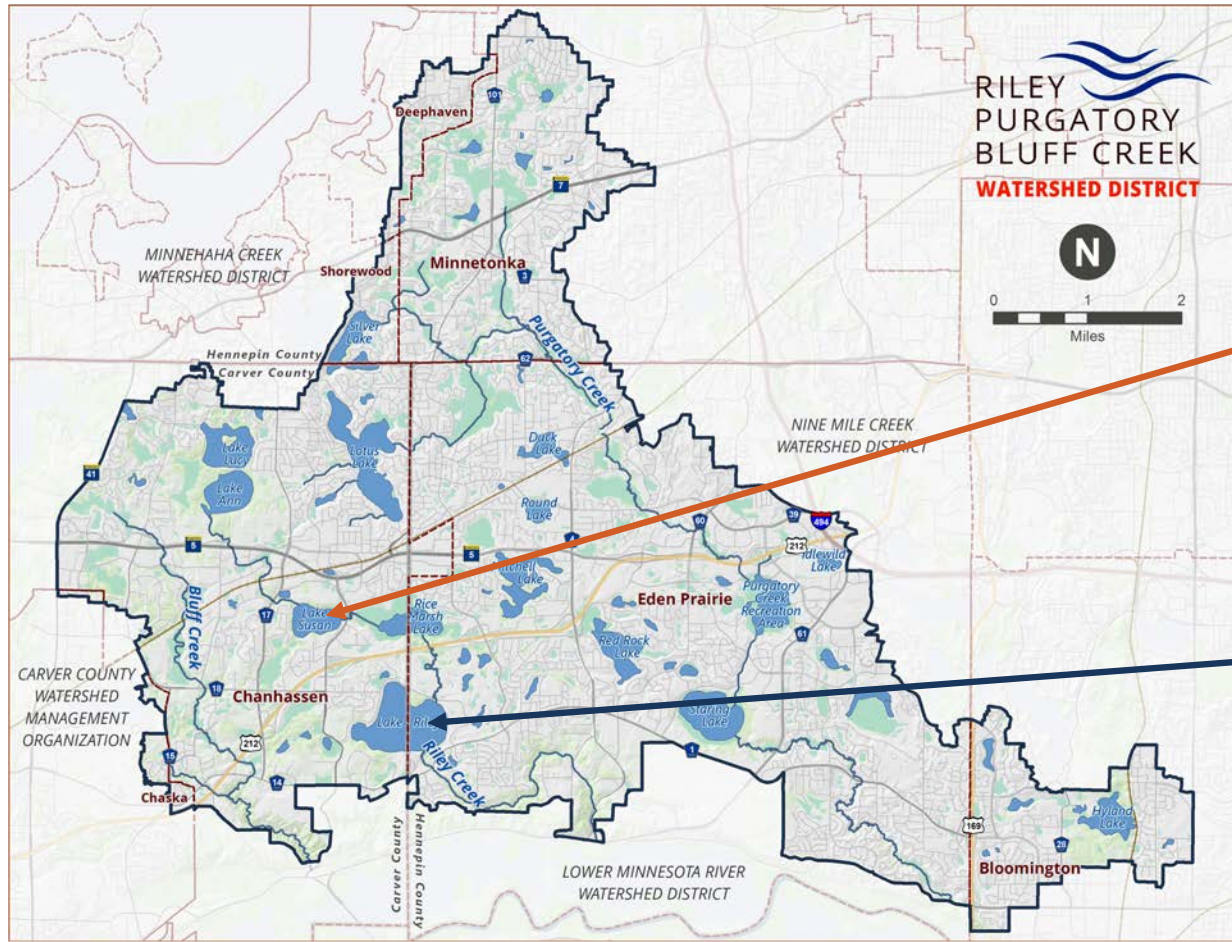 RILEY
PURGATORY
BLUFF CREEK
WATERSHED DISTRICT
N
0 1 2
Miles
101
Deephaven
7
MINNEHAHA CREEK
WATERSHED DISTRICT
Shorewood
Minnetonka
3
Silver
Lake
Purgatory Creek
Hennepin County
Carver County
62
NINE MILE CREEK
WATERSHED DISTRICT
Lake
Lucy
Lotus
Lake
Duck
Lake
41
Lake
Ann
Round
Lake
60
39
494
5
5
4
212
Idlewild
Lake
Bluff Creek
17
Lake
Susan
Rice
Marsh
Lake
Lake
Eden Prairie
Purgatory
Creek
Recreation
Area
61
Red Rock
Lake
CARVER COUNTY
WATERSHED
MANAGEMENT
ORGANIZATION
18
Chanhassen
Lake
Staring
Lake
212
Riley Creek
1
15
14
Chaska
Carver County
Hennepin County
169
Hyland
Lake
28
Bloomington
LOWER MINNESOTA RIVER
WATERSHED DISTRICT